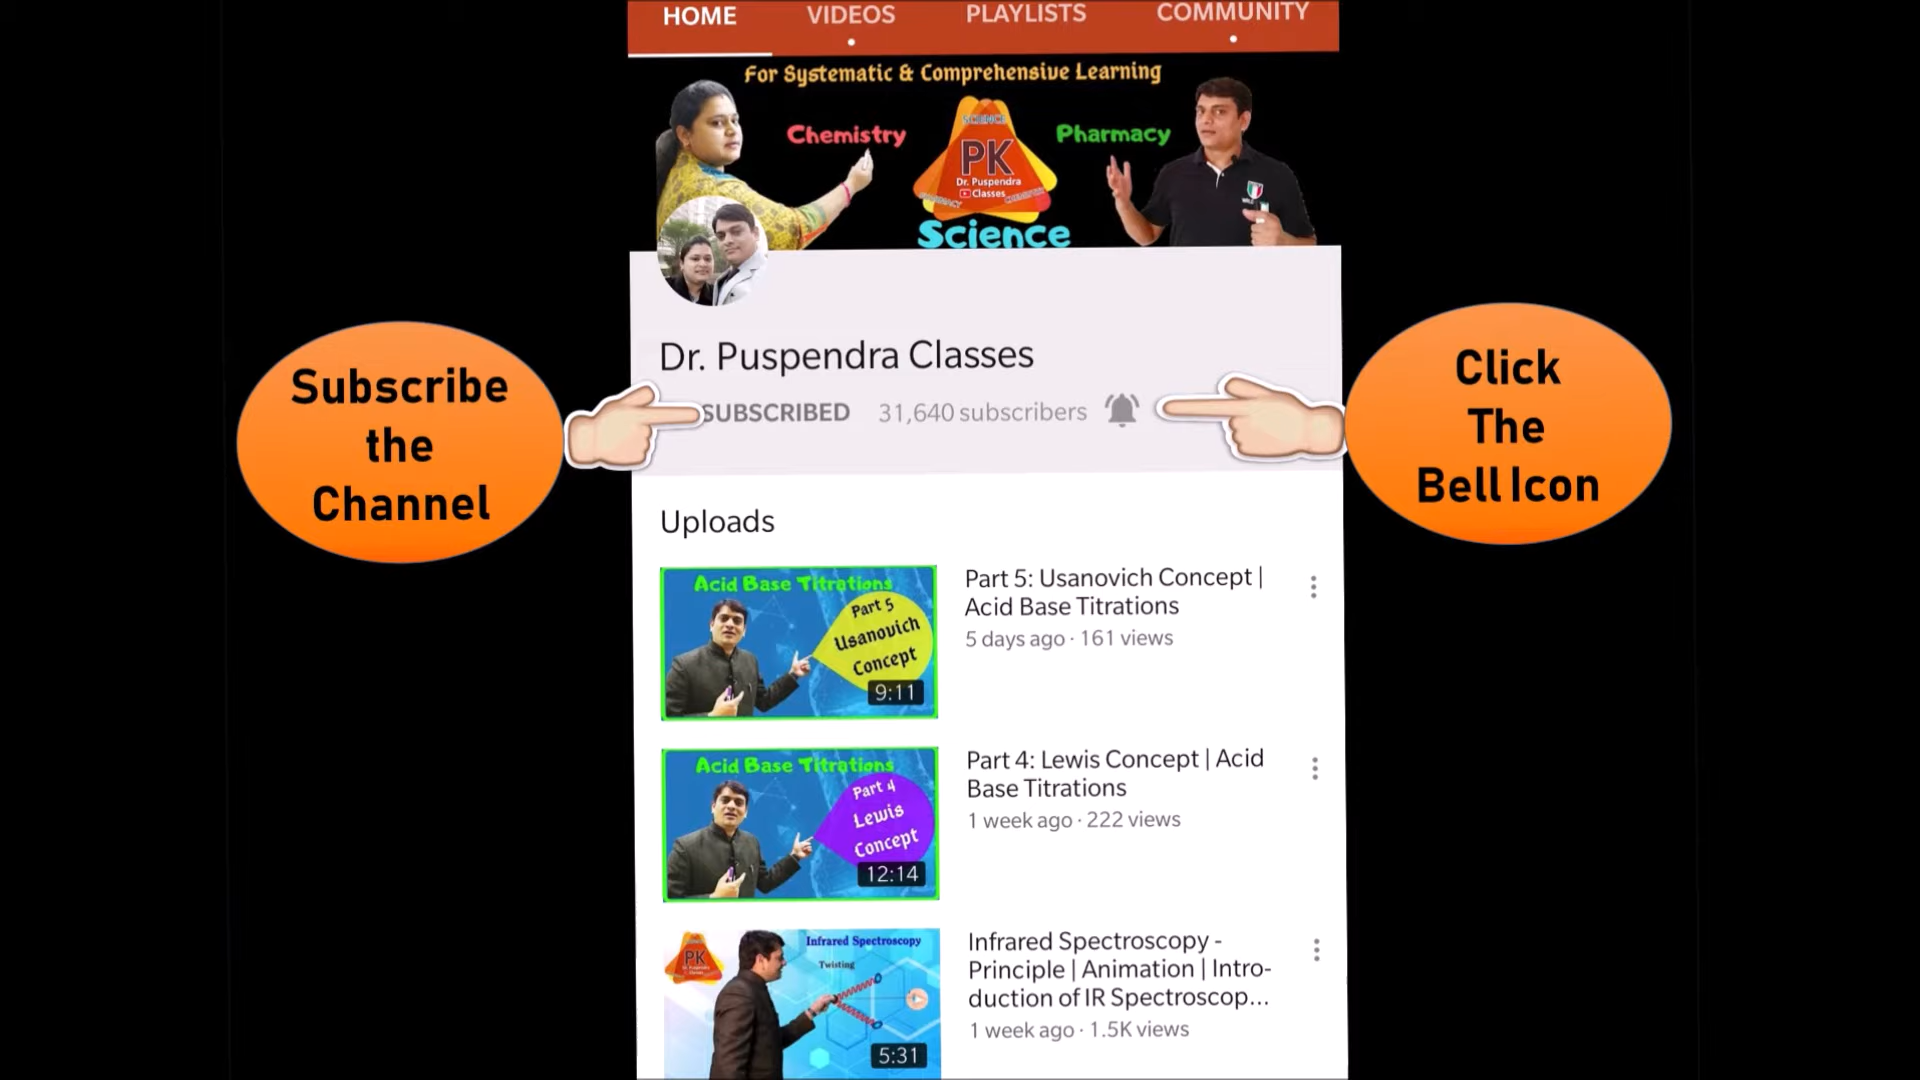 HOME VIDEOS PLAYLISTS COMMUNITY
For Systematic & Comprehensive Learning
Chemistry
Pharmacy
SCIENCE
PK
Dr. Puspendra
Classes
Science
Dr. Puspendra Classes
SUBSCRIBED 31,640 subscribers
Subscribe
the
Channel
Click
The
Bell Icon
Uploads
Acid Base Titrations
Part 5
Usanovich
Concept
9:11
Part 5: Usanovich Concept |
Acid Base Titrations
5 days ago · 161 views
Acid Base Titrations
Part 4
Lewis
Concept
12:14
Part 4: Lewis Concept | Acid
Base Titrations
1 week ago · 222 views
PK
Infrared Spectroscopy
Twisting
5:31
Infrared Spectroscopy -
Principle | Animation | Intro-
duction of IR Spectroscop...
1 week ago · 1.5K views